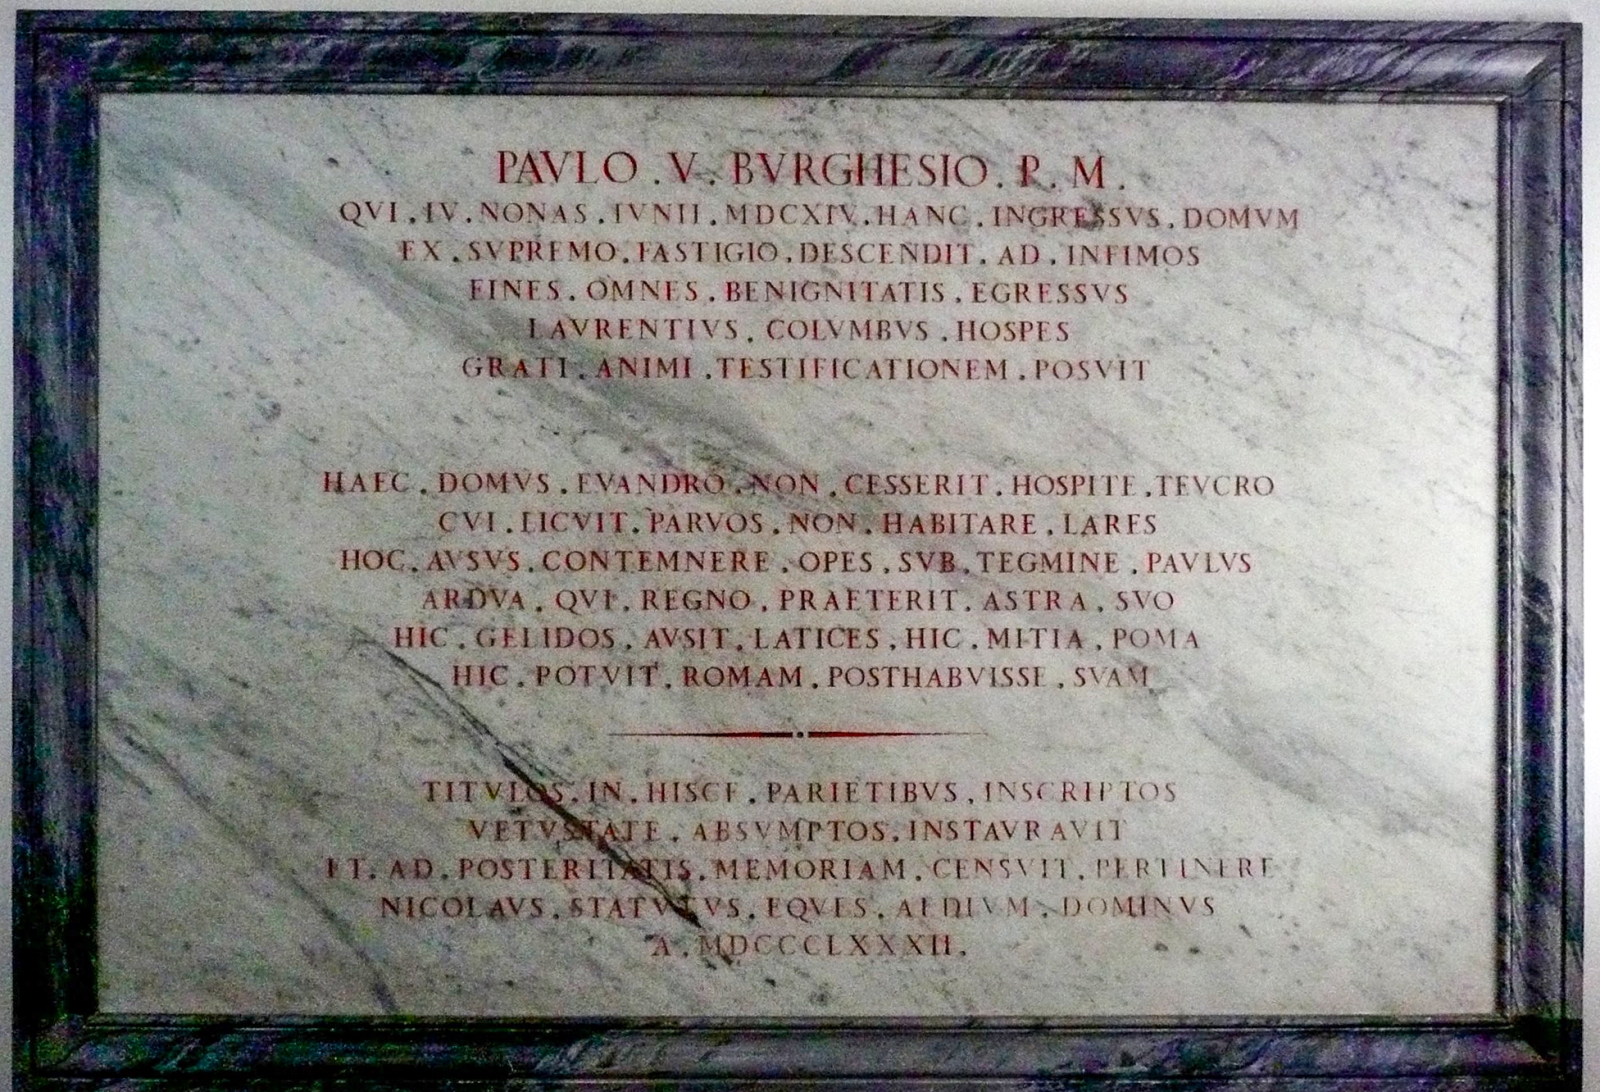 PAVLO . V . BVRGHESIO . P . M .
QVI . IV . NONAS . IVNII . MDCXIV . HANC . INGRESSVS . DOMVM
EX . SVPREMO . FASTIGIO . DESCENDIT . AD . INFIMOS
FINES . OMNES . BENIGNITATIS . EGRESSVS
LAVRENTIVS . COLVMBVS . HOSPES
GRATI . ANIMI . TESTIFICATIONEM . POSVIT
HAEC . DOMVS . EVANDRO . NON . CESSERIT . HOSPITE . TEVCRO
CVI . LICVIT . PARVOS . NON . HABITARE . LARES
HOC . AVSVS . CONTEMNERE . OPES . SVB . TEGMINE . PAVLVS
ARDVA . QVI . REGNO . PRAETERIT . ASTRA . SVO
HIC . GELIDOS . AVSIT . LATICES . HIC . MITIA . POMA
HIC . POTVIT . ROMAM . POSTHABVISSE . SVAM
TITVLOS . IN . HISCE . PARIETIBVS . INSCRIPTOS
VETVSTATE . ABSVMPTOS . INSTAVRAVIT
ET . AD . POSTERITATIS . MEMORIAM . CENSVIT . PERTINERE
NICOLAVS . STATVTVS . EQVES . AEDIVM . DOMINVS
A . MDCCCLXXXII .